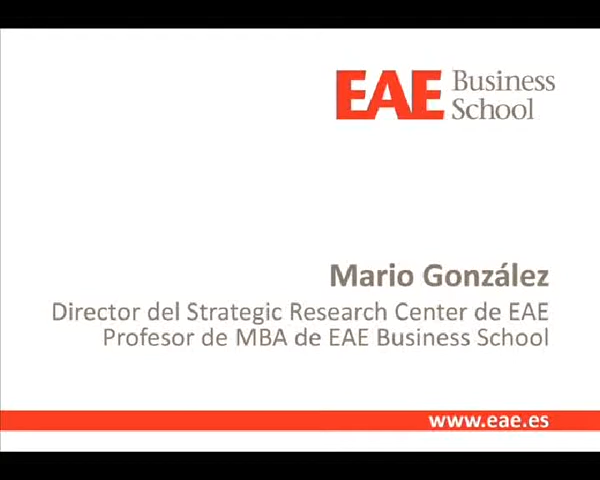 EAE Business
School
Mario González
Director del Strategic Research Center de EAE
Profesor de MBA de EAE Business School
www.eae.es